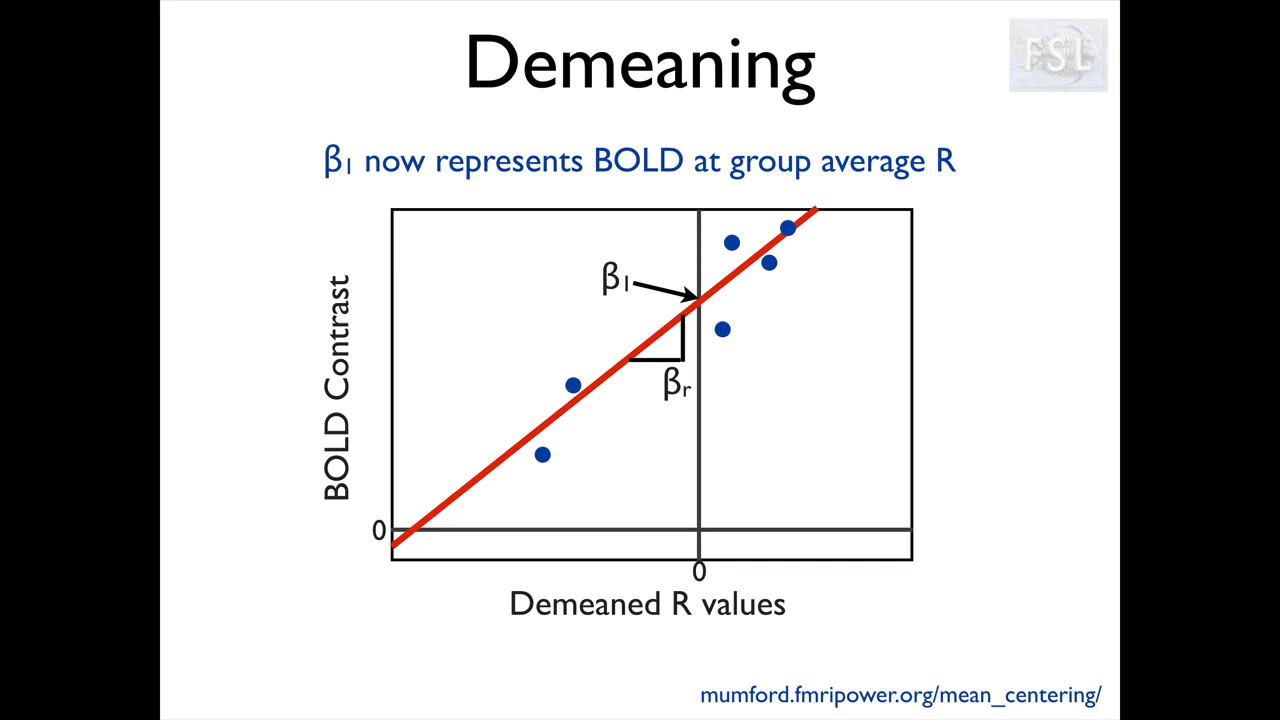 Demeaning
FSL
β1 now represents BOLD at group average R
β1
βr
BOLD Contrast
0
0
Demeaned R values
mumford.fmripower.org/mean_centering/